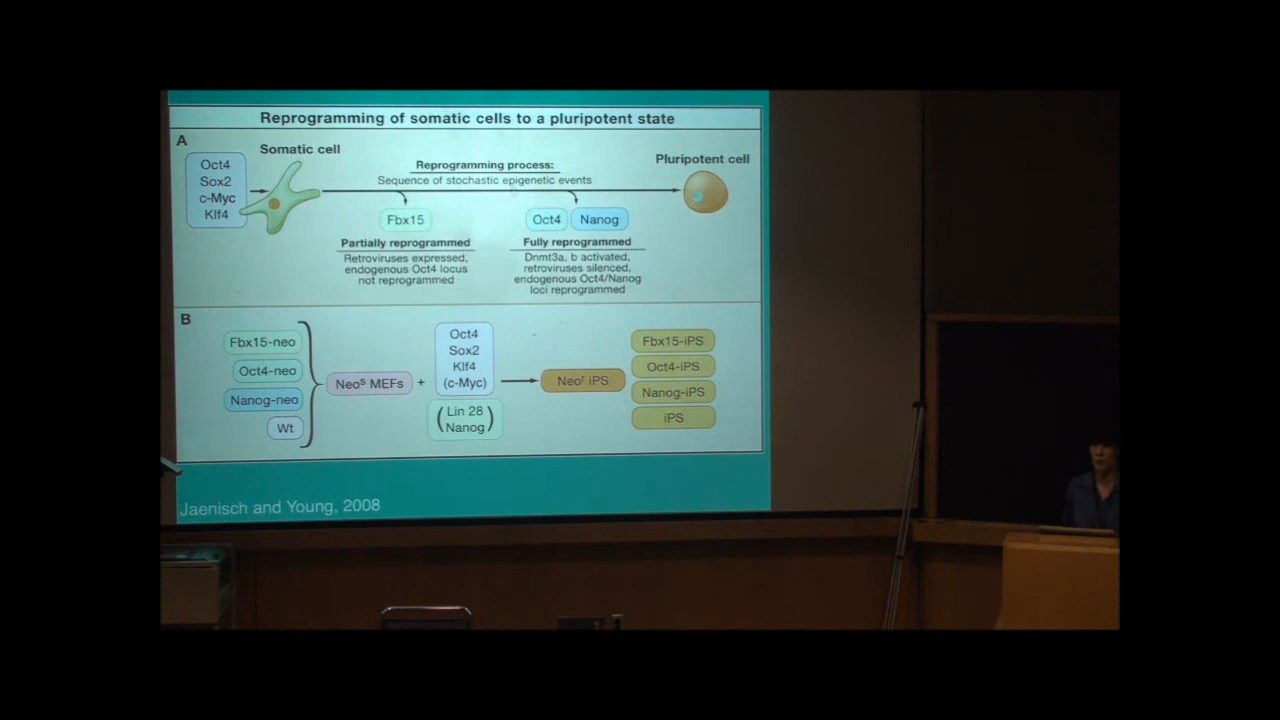 Reprogramming of somatic cells to a pluripotent state
A
Somatic cell
Oct4
Sox2
c-Myc
Klf4
Reprogramming process:
Sequence of stochastic epigenetic events
Pluripotent cell
Fbx15
Partially reprogrammed
Retroviruses expressed,
endogenous Oct4 locus
not reprogrammed
Oct4 Nanog
Fully reprogrammed
Dnmt3a, b activated,
retroviruses silenced,
endogenous Oct4/Nanog
loci reprogrammed
B
Fbx15-neo
Oct4-neo
Nanog-neo
Wt
Neoˢ MEFs +
Oct4
Sox2
Klf4
(c-Myc)
(Lin 28
Nanog)
Neoʳ iPS
Fbx15-iPS
Oct4-iPS
Nanog-iPS
iPS
Jaenisch and Young, 2008